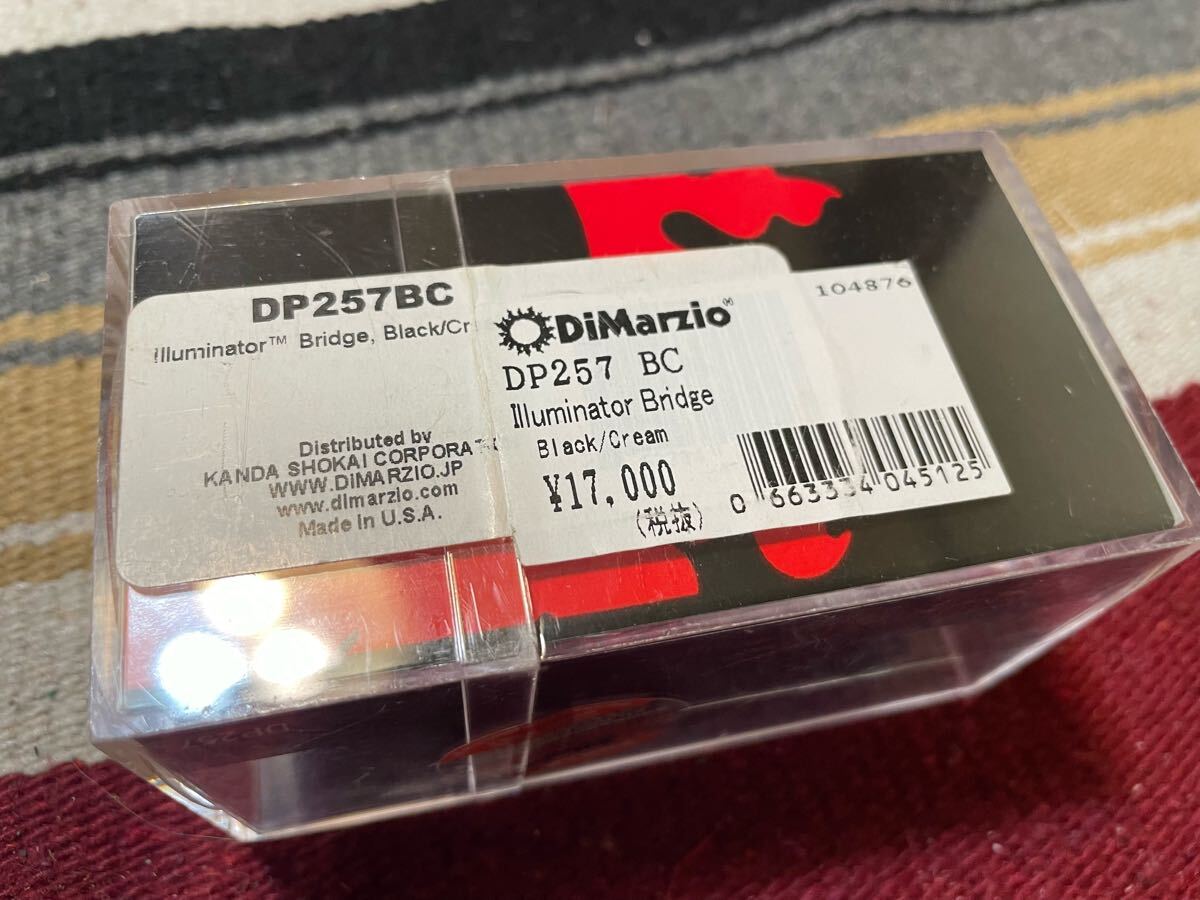 DP257BC
Illuminator™ Bridge, Black/Cr
Distributed by
KANDA SHOKAI CORPORAT
WWW.DiMARZIO.JP
www.dimarzio.com
Made in U.S.A.
104876
DiMarzio®
DP257 BC
Illuminator Bridge
Black/Cream
¥17,000
(税抜)
0 663334 045125